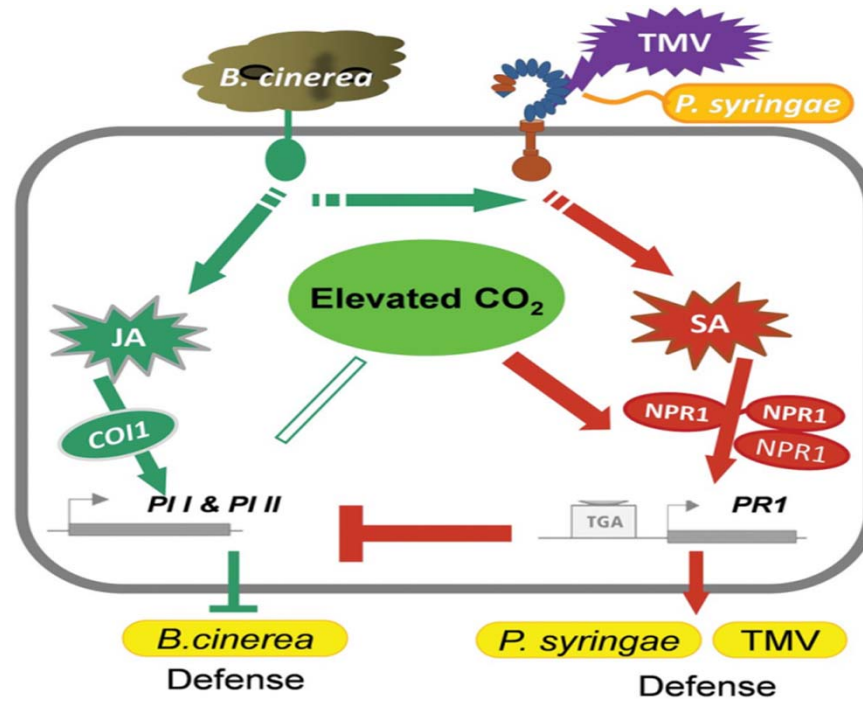 B. cinerea
TMV
P. syringae
Elevated CO₂
JA
SA
COI1
NPR1
NPR1
NPR1
PI I & PI II
TGA
PR1
B.cinerea
Defense
P. syringae
TMV
Defense